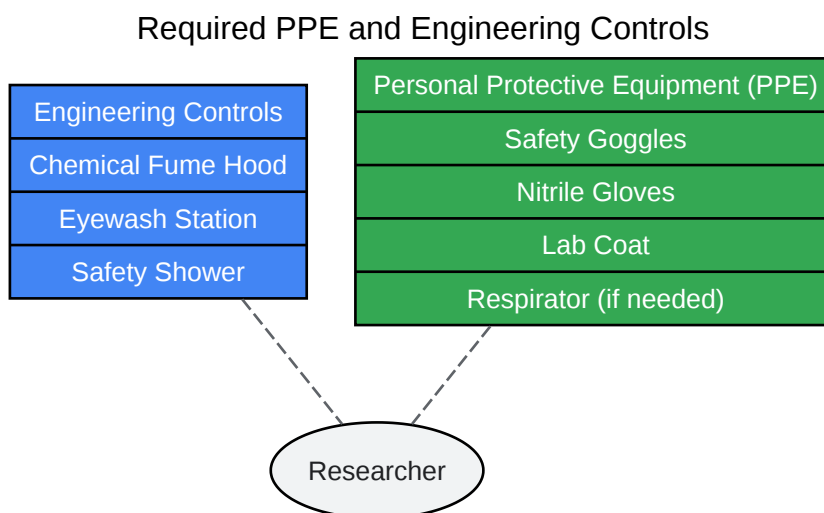 Required PPE and Engineering Controls
Engineering Controls
Chemical Fume Hood
Eyewash Station
Safety Shower
Personal Protective Equipment (PPE)
Safety Goggles
Nitrile Gloves
Lab Coat
Respirator (if needed)
Researcher